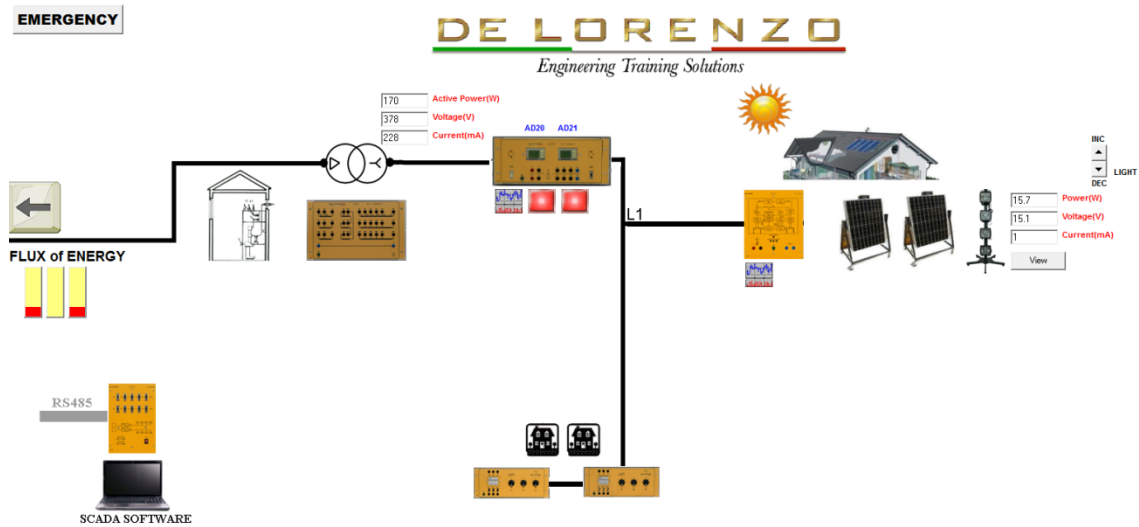 EMERGENCY
DE LORENZO
Engineering Training Solutions
170 Active Power(W)
378 Voltage(V)
228 Current(mA)
AD20 AD21
INC
LIGHT
DEC
L1
15.7 Power(W)
15.1 Voltage(V)
1 Current(mA)
View
FLUX of ENERGY
RS485
SCADA SOFTWARE